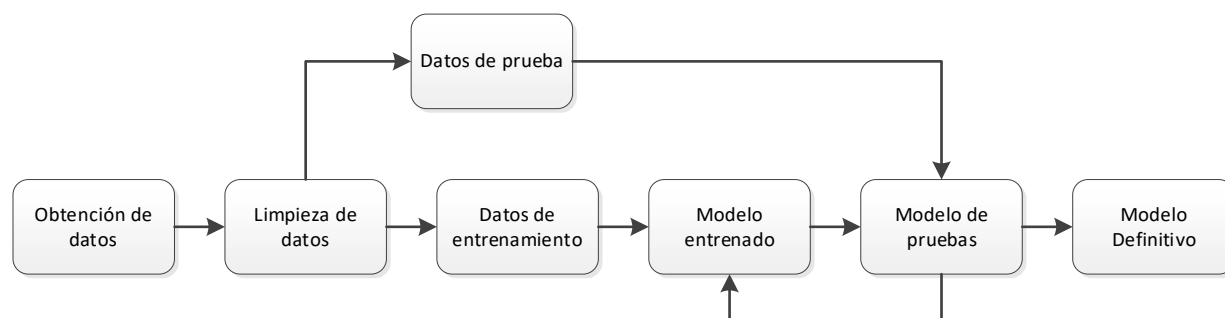 Datos de prueba
Obtención de
datos
Limpieza de
datos
Datos de
entrenamiento
Modelo
entrenado
Modelo de
pruebas
Modelo
Definitivo